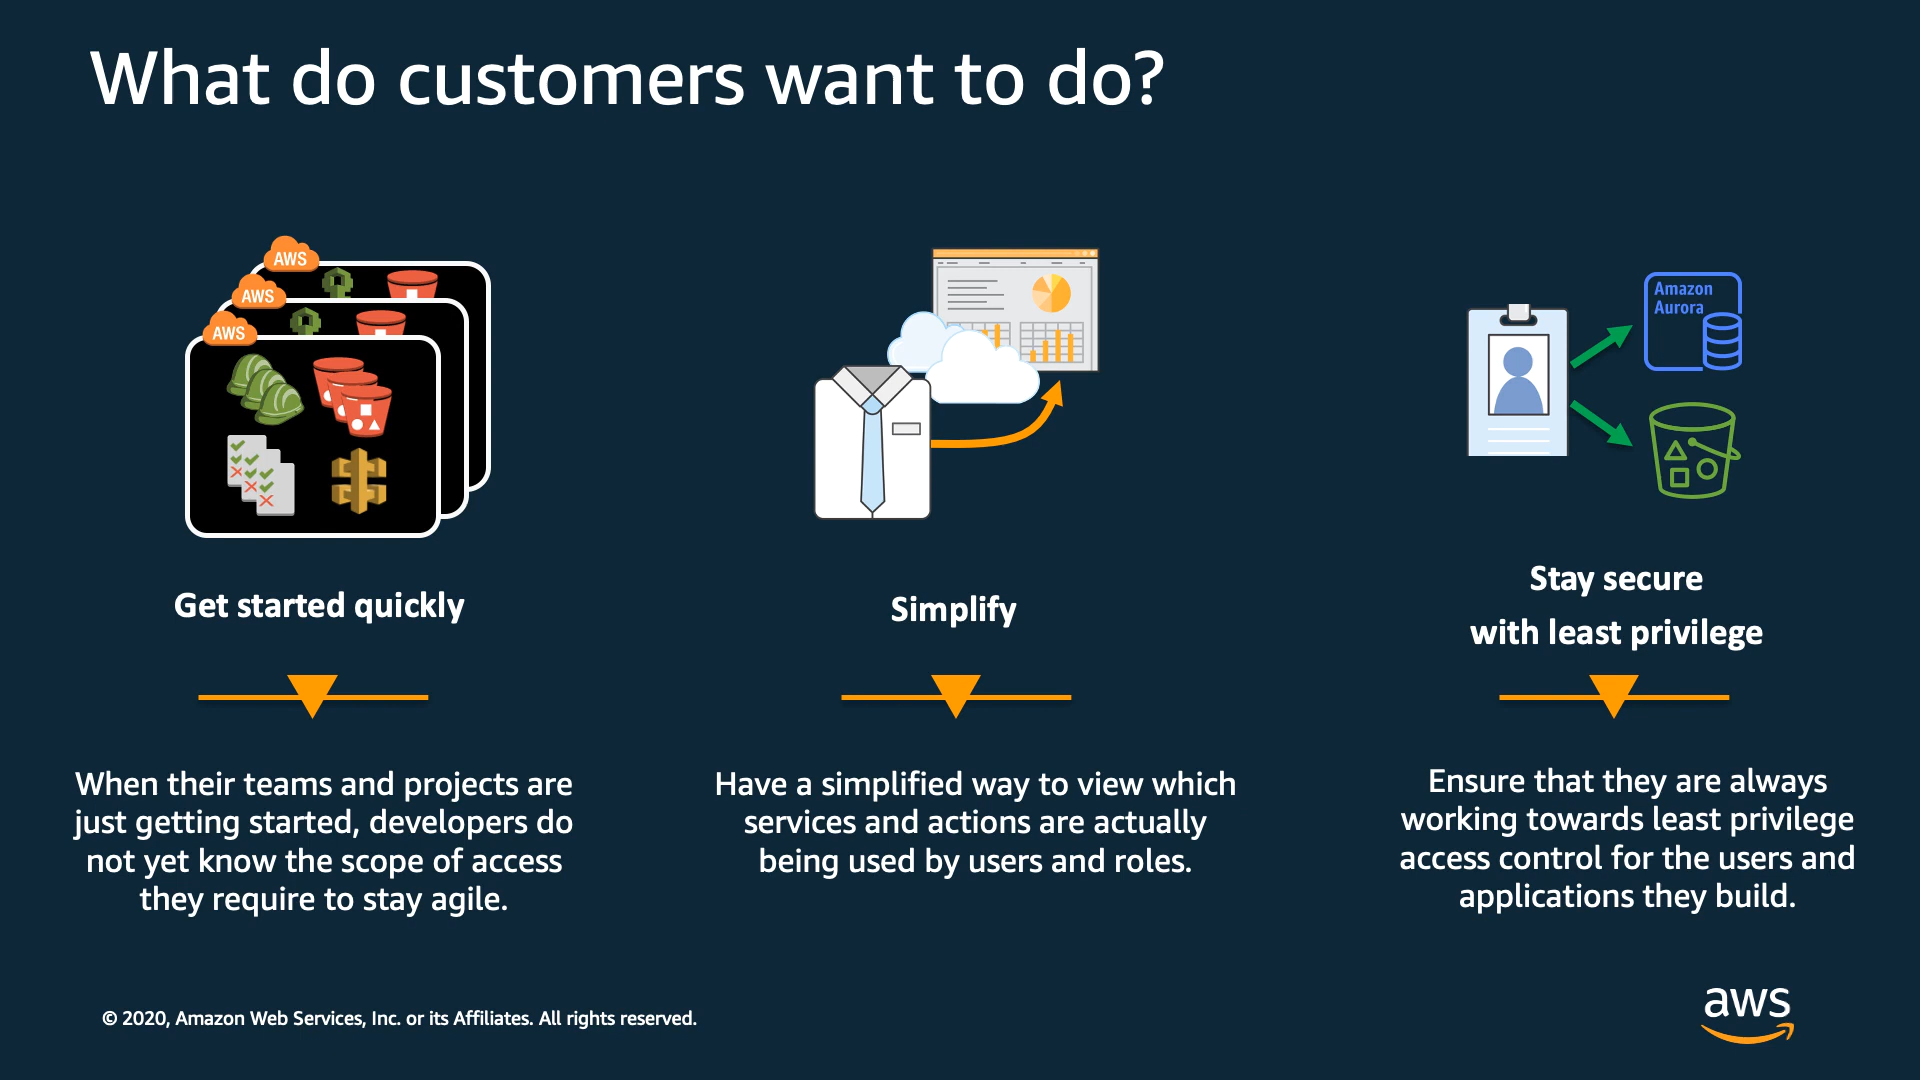 What do customers want to do?
AWS
AWS
AWS
Amazon
Aurora
Get started quickly
Simplify
Stay secure
with least privilege
When their teams and projects are
just getting started, developers do
not yet know the scope of access
they require to stay agile.
Have a simplified way to view which
services and actions are actually
being used by users and roles.
Ensure that they are always
working towards least privilege
access control for the users and
applications they build.
© 2020, Amazon Web Services, Inc. or its Affiliates. All rights reserved.
aws